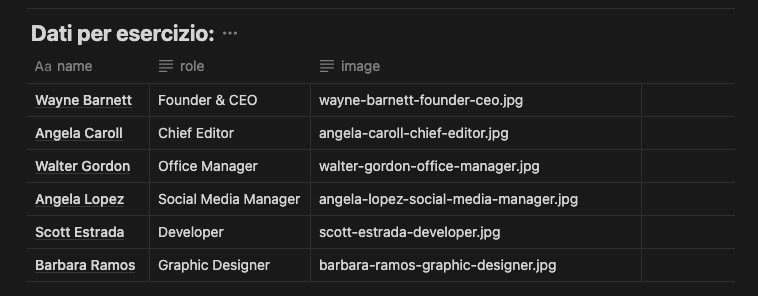 Dati per esercizio: ...
Aa name role image
Wayne Barnett Founder & CEO wayne-barnett-founder-ceo.jpg
Angela Caroll Chief Editor angela-caroll-chief-editor.jpg
Walter Gordon Office Manager walter-gordon-office-manager.jpg
Angela Lopez Social Media Manager angela-lopez-social-media-manager.jpg
Scott Estrada Developer scott-estrada-developer.jpg
Barbara Ramos Graphic Designer barbara-ramos-graphic-designer.jpg